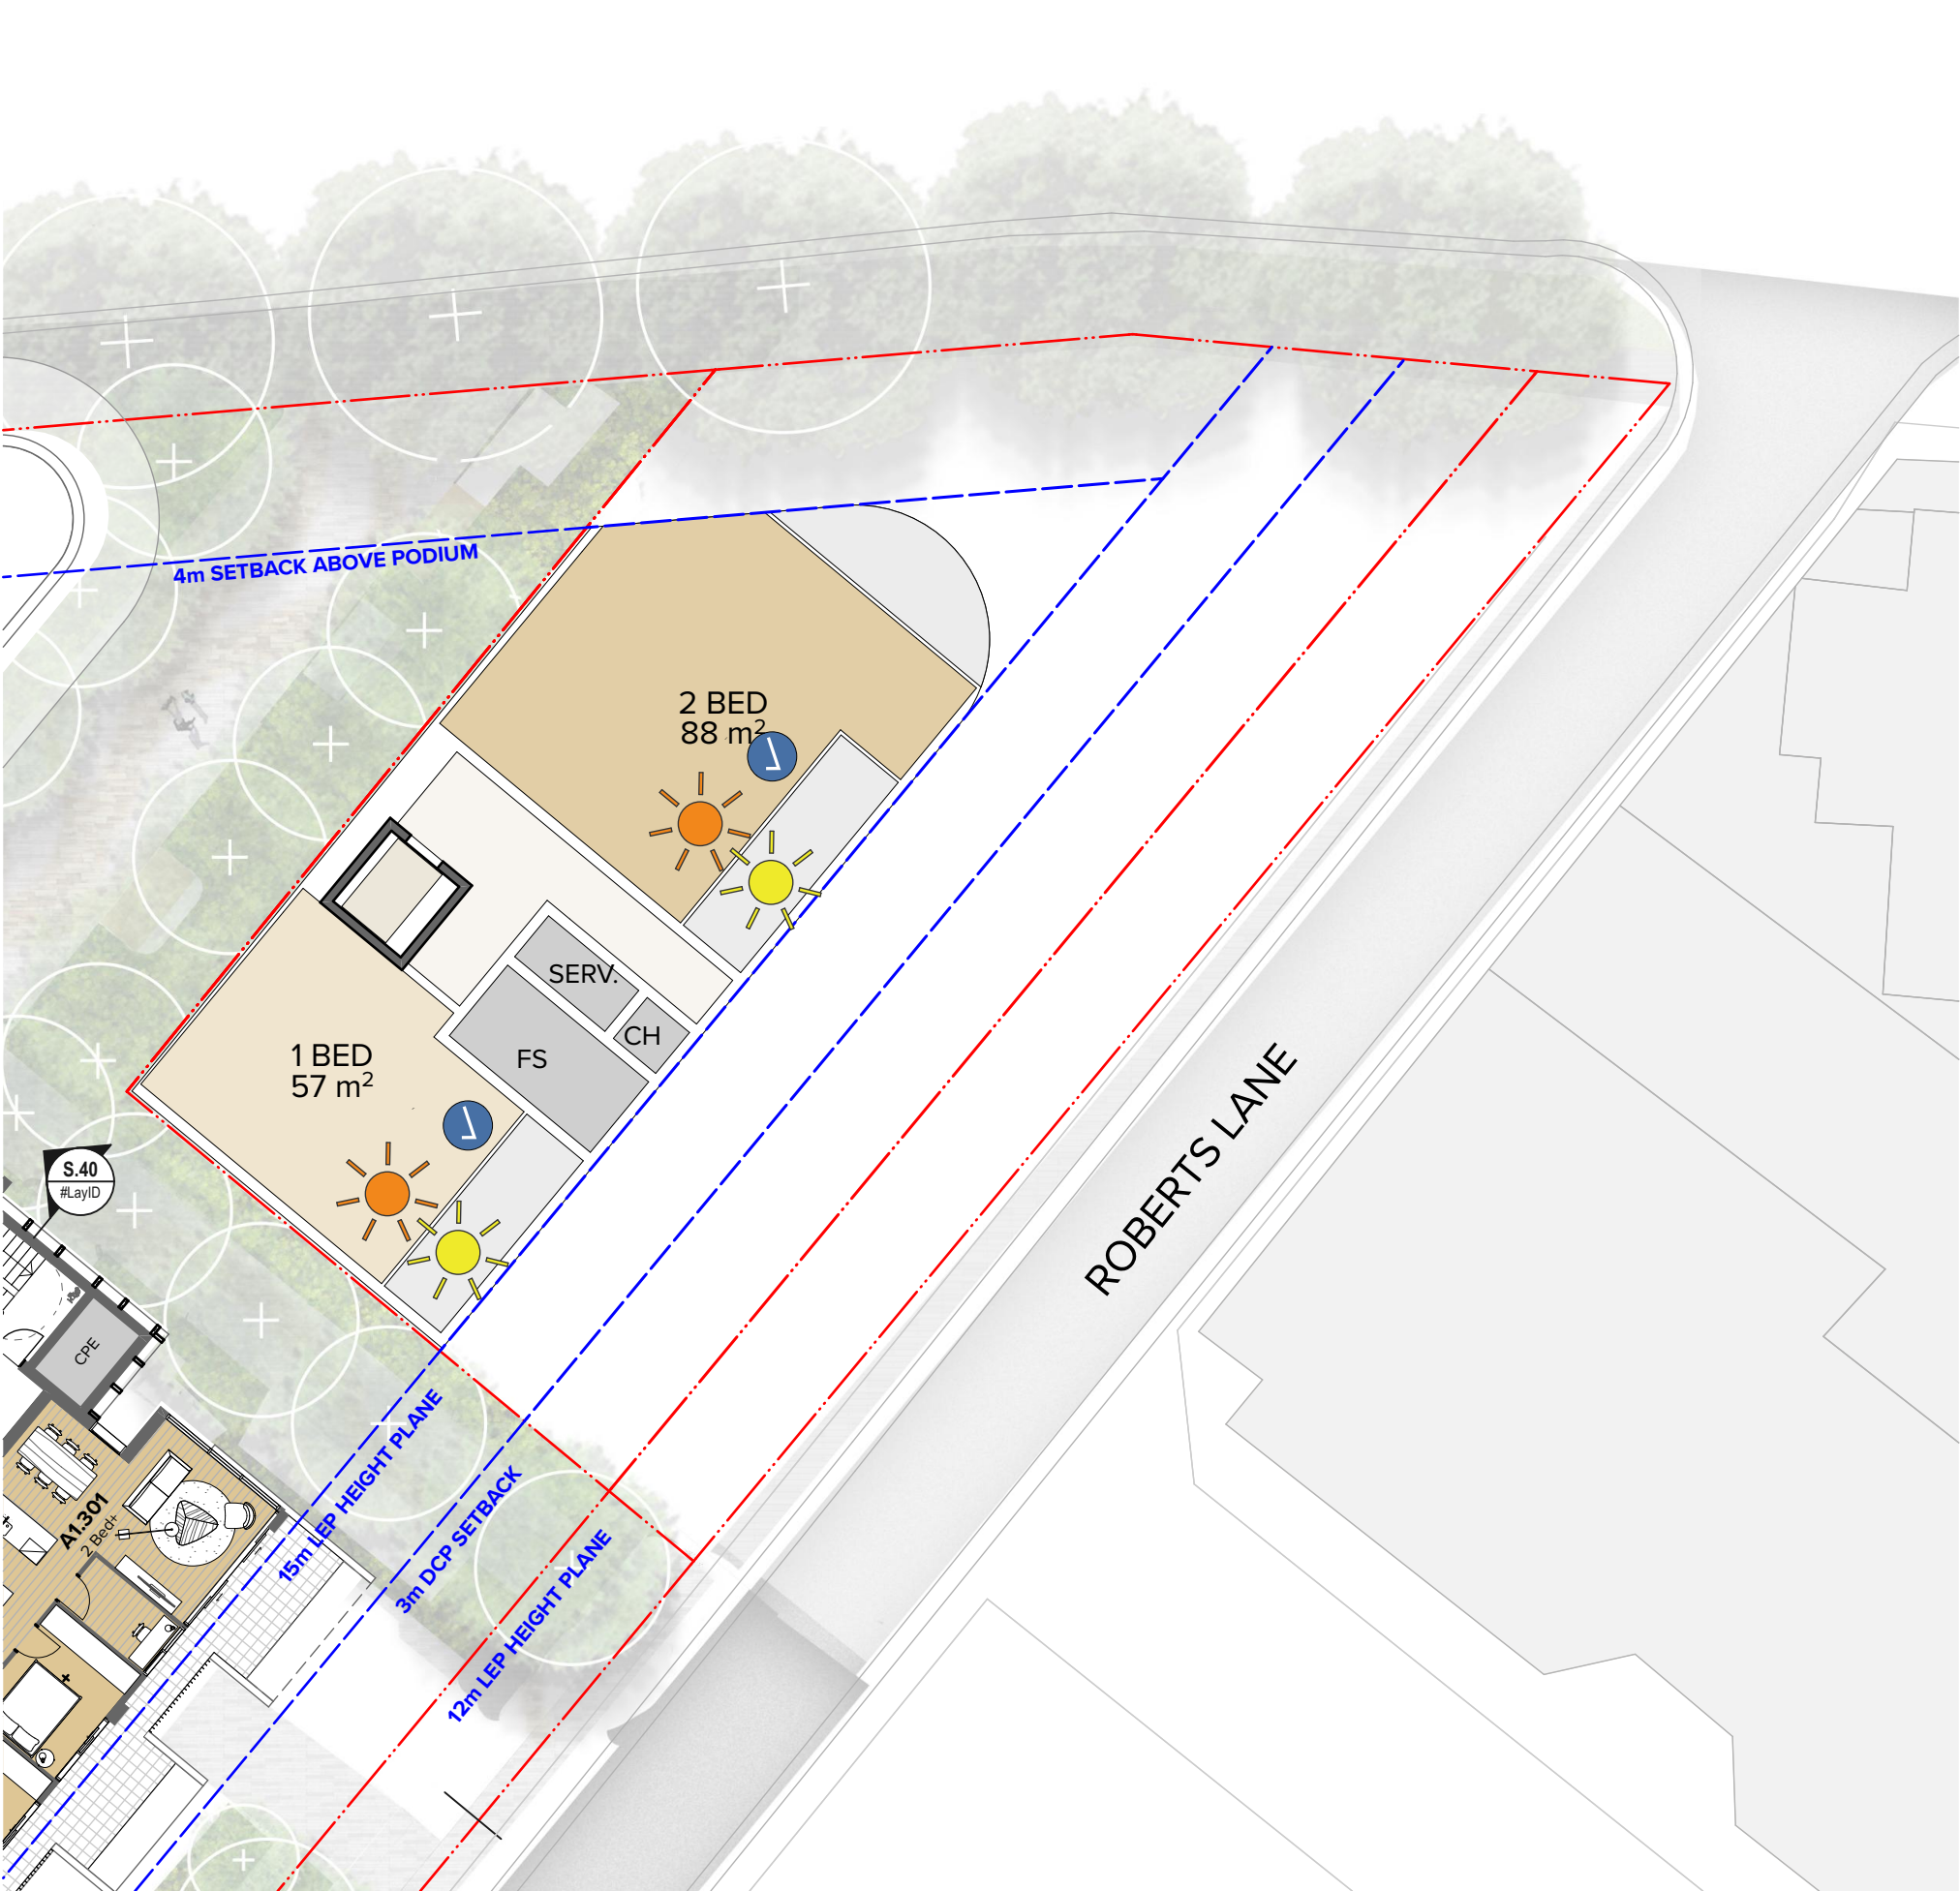 4m SETBACK ABOVE PODIUM
2 BED
88 m²
SERV.
CH
FS
1 BED
57 m²
ROBERTS LANE
S.40
#LayID
CPE
A1.301
2 Bed+
15m LEP HEIGHT PLANE
3m DCP SETBACK
12m LEP HEIGHT PLANE